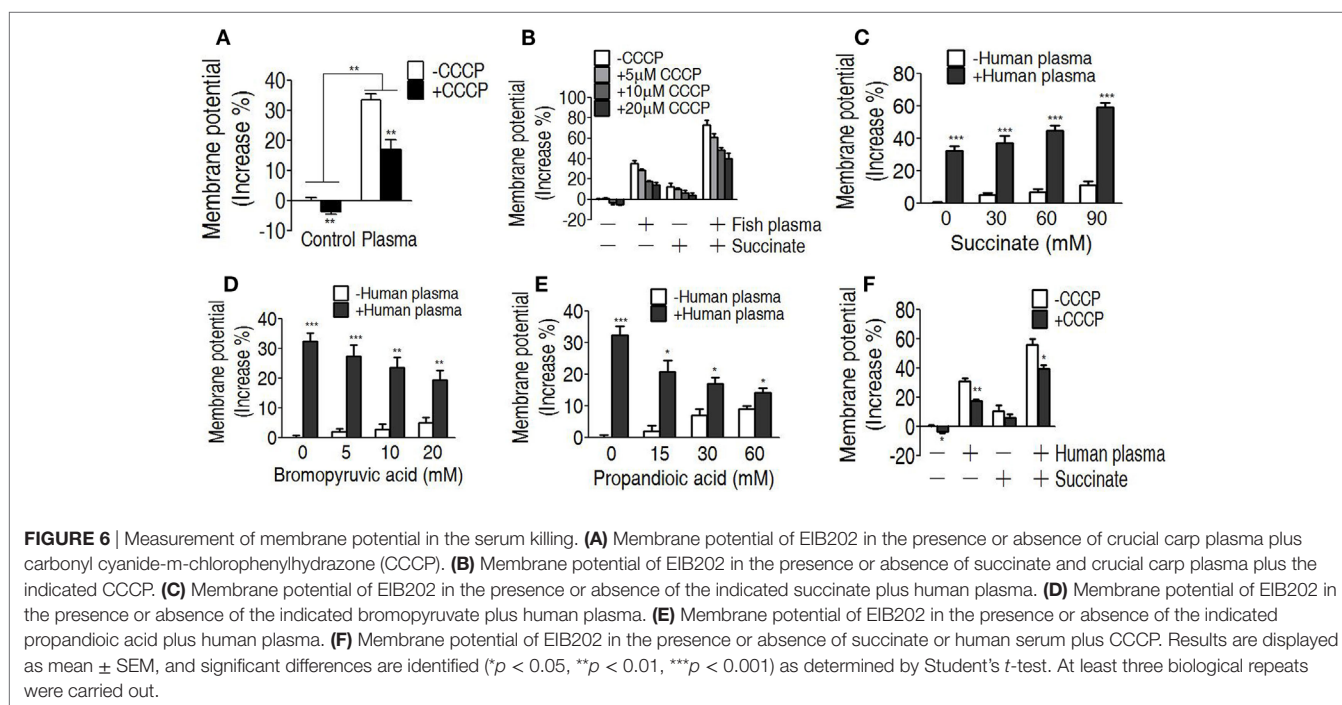 A
-CCCP
+CCCP
Membrane potential
(Increase %)
40
30
20
10
0
-10
**
**
**
Control Plasma
B
-CCCP
+5μM CCCP
+10μM CCCP
+20μM CCCP
Membrane potential
(Increase %)
100
80
60
40
20
0
-20
— + — + Fish plasma
— — + + Succinate
C
-Human plasma
+Human plasma
Membrane potential
(Increase %)
80
60
40
20
0
*** *** *** ***
0 30 60 90
Succinate (mM)
D
-Human plasma
+Human plasma
Membrane potential
(Increase %)
40
30
20
10
0
*** *** ** **
0 5 10 20
Bromopyruvic acid (mM)
E
-Human plasma
+Human plasma
Membrane potential
(Increase %)
40
30
20
10
0
*** * * *
0 15 30 60
Propandioic acid (mM)
F
-CCCP
+CCCP
Membrane potential
(Increase %)
80
60
40
20
0
-20
* ** *
— + — + Human plasma
— — + + Succinate
FIGURE 6 | Measurement of membrane potential in the serum killing. (A) Membrane potential of EIB202 in the presence or absence of crucial carp plasma plus
carbonyl cyanide-m-chlorophenylhydrazone (CCCP). (B) Membrane potential of EIB202 in the presence or absence of succinate and crucial carp plasma plus the
indicated CCCP. (C) Membrane potential of EIB202 in the presence or absence of the indicated succinate plus human plasma. (D) Membrane potential of EIB202 in
the presence or absence of the indicated bromopyruvate plus human plasma. (E) Membrane potential of EIB202 in the presence or absence of the indicated
propandioic acid plus human plasma. (F) Membrane potential of EIB202 in the presence or absence of succinate or human serum plus CCCP. Results are displayed
as mean ± SEM, and significant differences are identified (*p < 0.05, **p < 0.01, ***p < 0.001) as determined by Student's t-test. At least three biological repeats
were carried out.